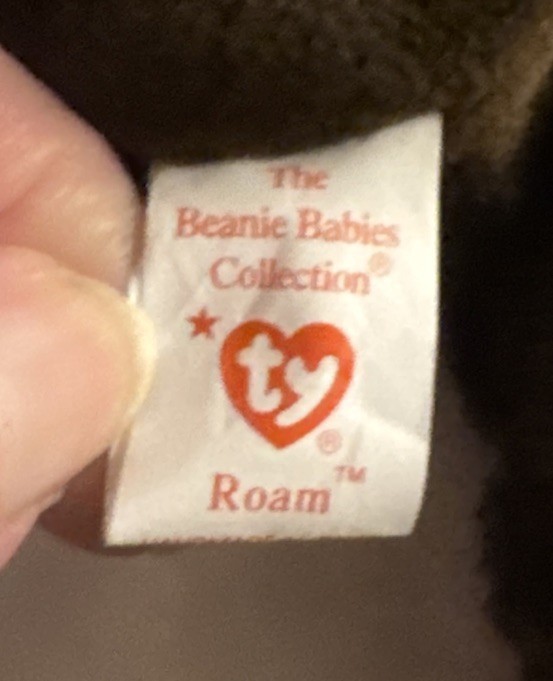 The
Beanie Babies
Collection®
ty
®
Roam™